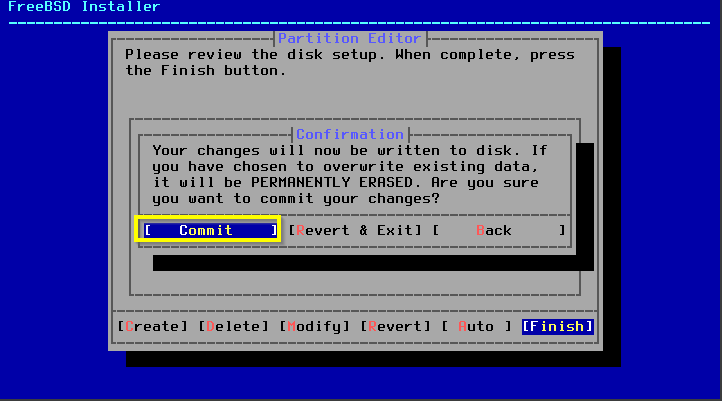 FreeBSD Installer
Partition Editor
Please review the disk setup. When complete, press
the Finish button.
Confirmation
Your changes will now be written to disk. If
you have chosen to overwrite existing data,
it will be PERMANENTLY ERASED. Are you sure
you want to commit your changes?
[ Commit ] [Revert & Exit] [ Back ]
[Create] [Delete] [Modify] [Revert] [ Auto ] [Finish]